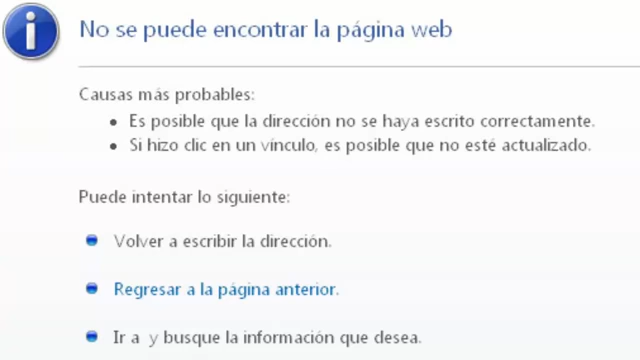 No se puede encontrar la página web
Causas más probables:
• Es posible que la dirección no se haya escrito correctamente.
• Si hizo clic en un vínculo, es posible que no esté actualizado.
Puede intentar lo siguiente:
Volver a escribir la dirección.
Regresar a la página anterior.
Ir a y busque la información que desea.